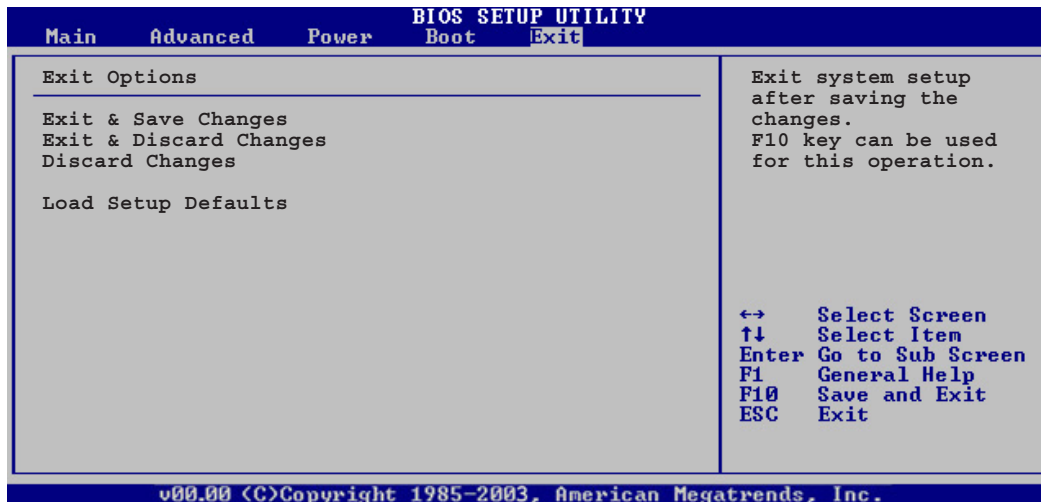 BIOS SETUP UTILITY
Main Advanced Power Boot Exit
Exit Options
Exit & Save Changes
Exit & Discard Changes
Discard Changes
Load Setup Defaults
Exit system setup
after saving the
changes.
F10 key can be used
for this operation.
←→ Select Screen
↑↓ Select Item
Enter Go to Sub Screen
F1 General Help
F10 Save and Exit
ESC Exit
v00.00 (C)Copyright 1985-2003, American Megatrends, Inc.